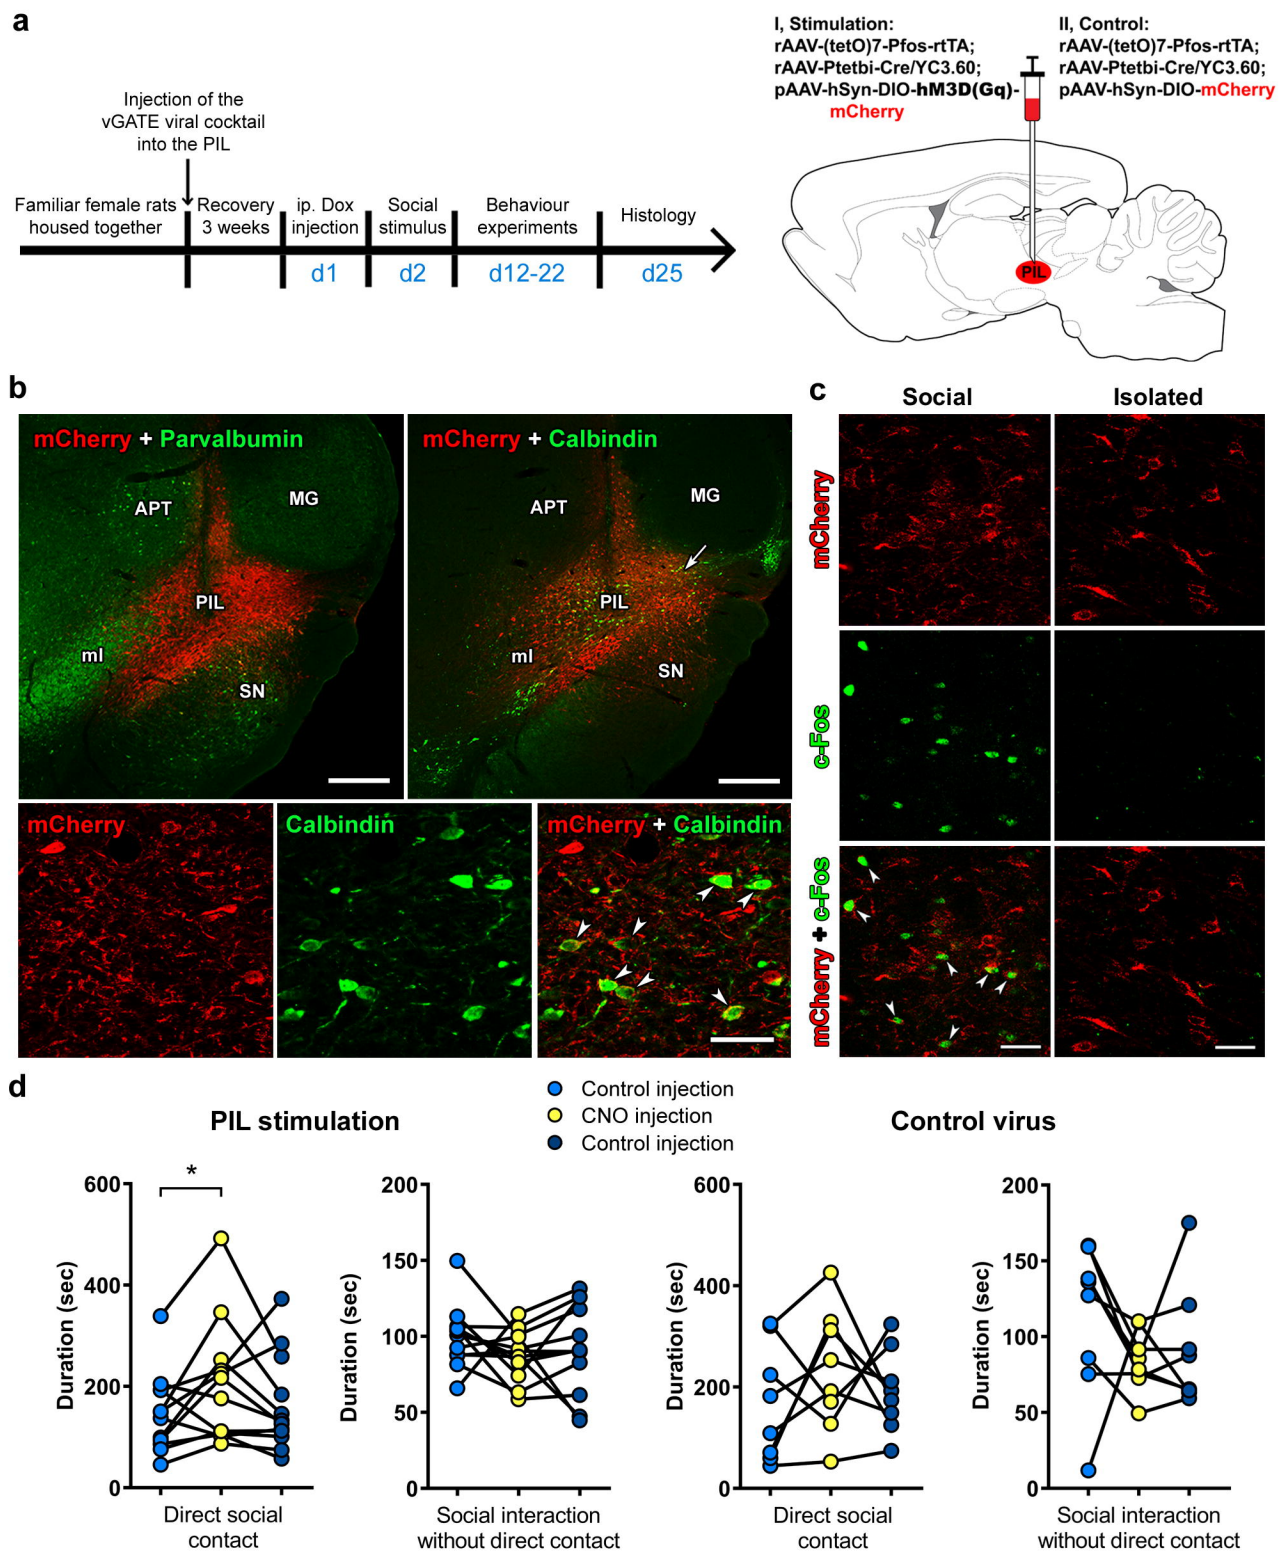 a
Injection of the
vGATE viral cocktail
into the PIL
Familiar female rats
housed together
Recovery
3 weeks
ip. Dox
injection
Social
stimulus
Behaviour
experiments
Histology
d1
d2
d12-22
d25
I, Stimulation:
rAAV-(tetO)7-Pfos-rtTA;
rAAV-Ptetbi-Cre/YC3.60;
pAAV-hSyn-DIO-hM3D(Gq)-
mCherry
II, Control:
rAAV-(tetO)7-Pfos-rtTA;
rAAV-Ptetbi-Cre/YC3.60;
pAAV-hSyn-DIO-mCherry
PIL
b
mCherry + Parvalbumin
APT
MG
PIL
ml
SN
mCherry + Calbindin
APT
MG
PIL
ml
SN
mCherry
Calbindin
mCherry + Calbindin
c
Social
Isolated
mCherry
c-Fos
mCherry + c-Fos
d
Control injection
CNO injection
Control injection
PIL stimulation
Control virus
*
Duration (sec)
600
400
200
0
Direct social
contact
Duration (sec)
200
150
100
50
0
Social interaction
without direct contact
Duration (sec)
600
400
200
0
Direct social
contact
Duration (sec)
200
150
100
50
0
Social interaction
without direct contact